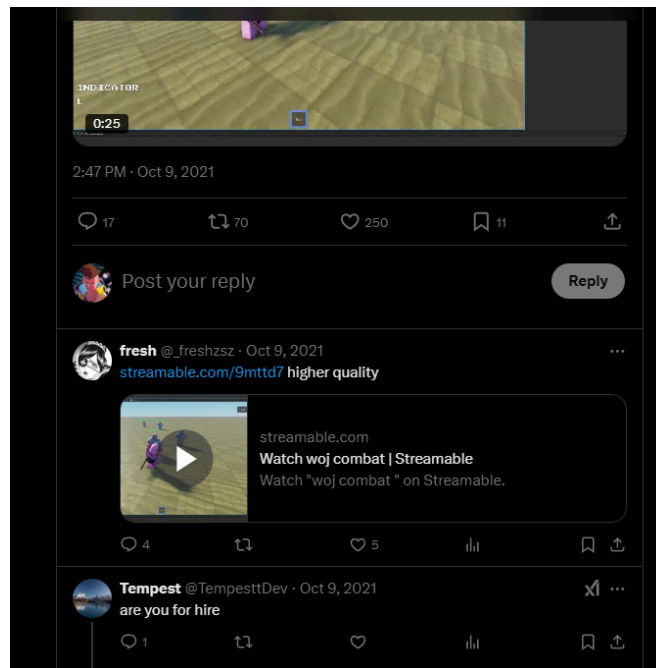 INDICATOR
L
0:25
2:47 PM · Oct 9, 2021
17 70 250 11
Post your reply Reply
fresh @_freshzsz · Oct 9, 2021
streamable.com/9mttd7 higher quality
streamable.com
Watch woj combat | Streamable
Watch "woj combat " on Streamable.
4 5
Tempest @TempesttDev · Oct 9, 2021
are you for hire
1